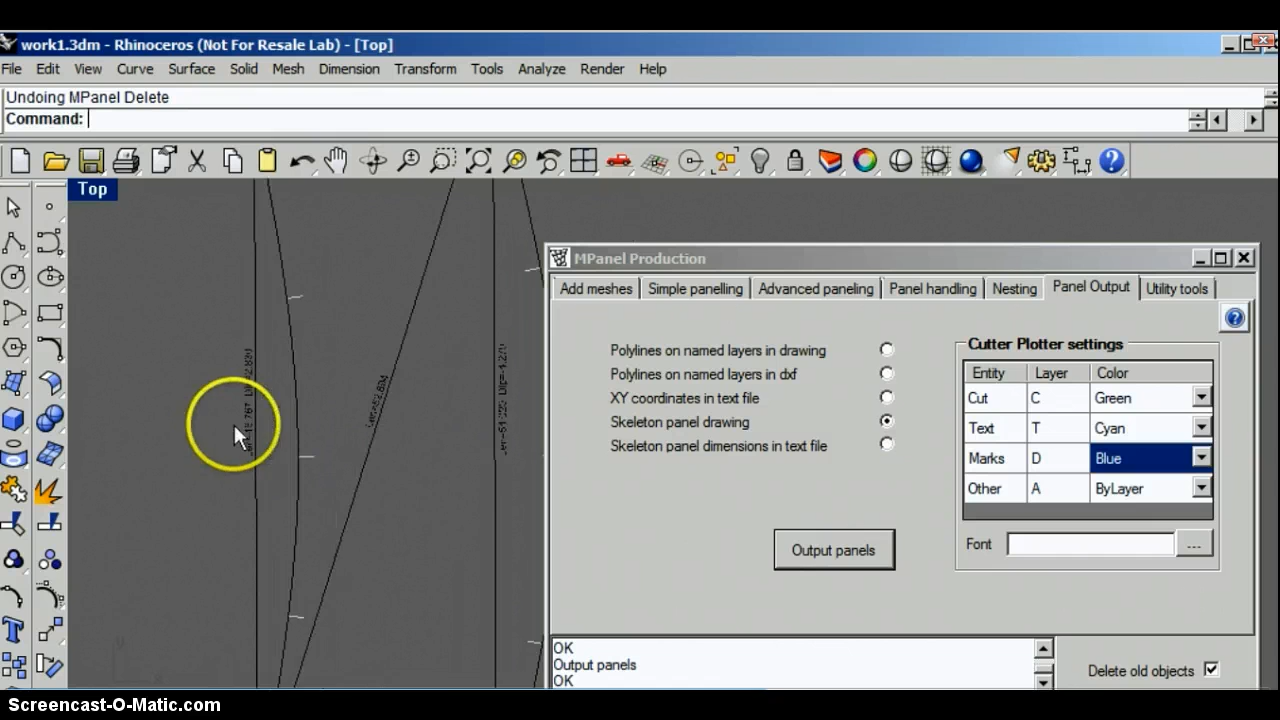 work1.3dm - Rhinoceros (Not For Resale Lab) - [Top]
File Edit View Curve Surface Solid Mesh Dimension Transform Tools Analyze Render Help
Undoing MPanel Delete
Command:
Top
MPanel Production
Add meshes Simple panelling Advanced paneling Panel handling Nesting Panel Output Utility tools
Polylines on named layers in drawing
Polylines on named layers in dxf
XY coordinates in text file
Skeleton panel drawing
Skeleton panel dimensions in text file
Output panels
Cutter Plotter settings
Entity Layer Color
Cut C Green
Text T Cyan
Marks D Blue
Other A ByLayer
Font ...
OK
Output panels
OK
Delete old objects
Screencast-O-Matic.com